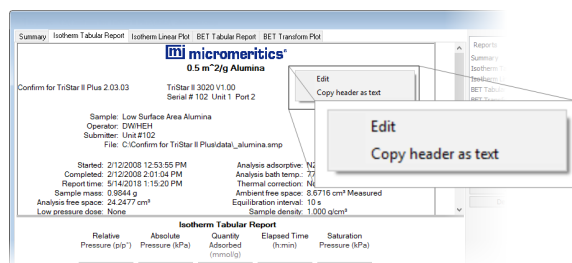 Summary Isotherm Tabular Report Isotherm Linear Plot BET Tabular Report BET Transform Plot
Reports
Summary
Isotherm
Isotherm
BET Tabular
BET
mi micromeritics®
0.5 m^2/g Alumina
Edit
Copy header as text
Edit
Copy header as text
Confirm for TriStar II Plus 2.03.03 TriStar II 3020 V1.00
Serial # 102 Unit 1 Port 2
Sample: Low Surface Area Alumina
Operator: DW/HEH
Submitter: Unit #102
File: C:\Confirm for TriStar II Plus\data\_alumina.smp
Started: 2/12/2008 12:53:55 PM Analysis adsorptive: N2
Completed: 2/12/2008 2:01:04 PM Analysis bath temp.: 77
Report time: 5/14/2018 1:15:20 PM Thermal correction: No
Sample mass: 0.9844 g Ambient free space: 8.6716 cm³ Measured
Analysis free space: 24.2477 cm³ Equilibration interval: 10 s
Low pressure dose: None Sample density: 1.000 g/cm³
Isotherm Tabular Report
Relative Absolute Quantity Elapsed Time Saturation
Pressure (p/p°) Pressure (kPa) Adsorbed (h:min) Pressure (kPa)
(mmol/g)